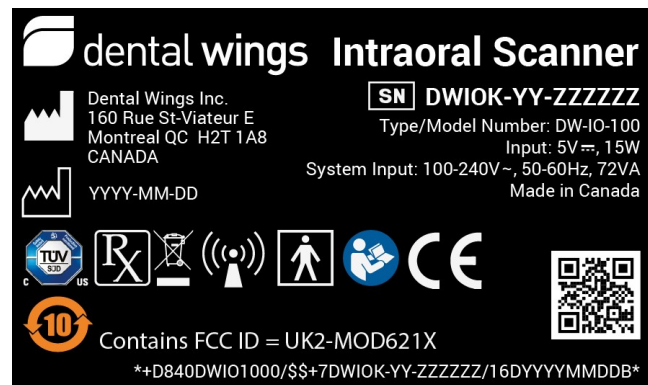 dental wings Intraoral Scanner
Dental Wings Inc.
160 Rue St-Viateur E
Montreal QC H2T 1A8
CANADA
YYYY-MM-DD
SN DWIOK-YY-ZZZZZZ
Type/Model Number: DW-IO-100
Input: 5V⎓, 15W
System Input: 100-240V~, 50-60Hz, 72VA
Made in Canada
TÜV
SÜD
C US
Rx
CE
10
Contains FCC ID = UK2-MOD621X
*+D840DWIO1000/$$+7DWIOK-YY-ZZZZZZ/16DYYYYMMDDB*